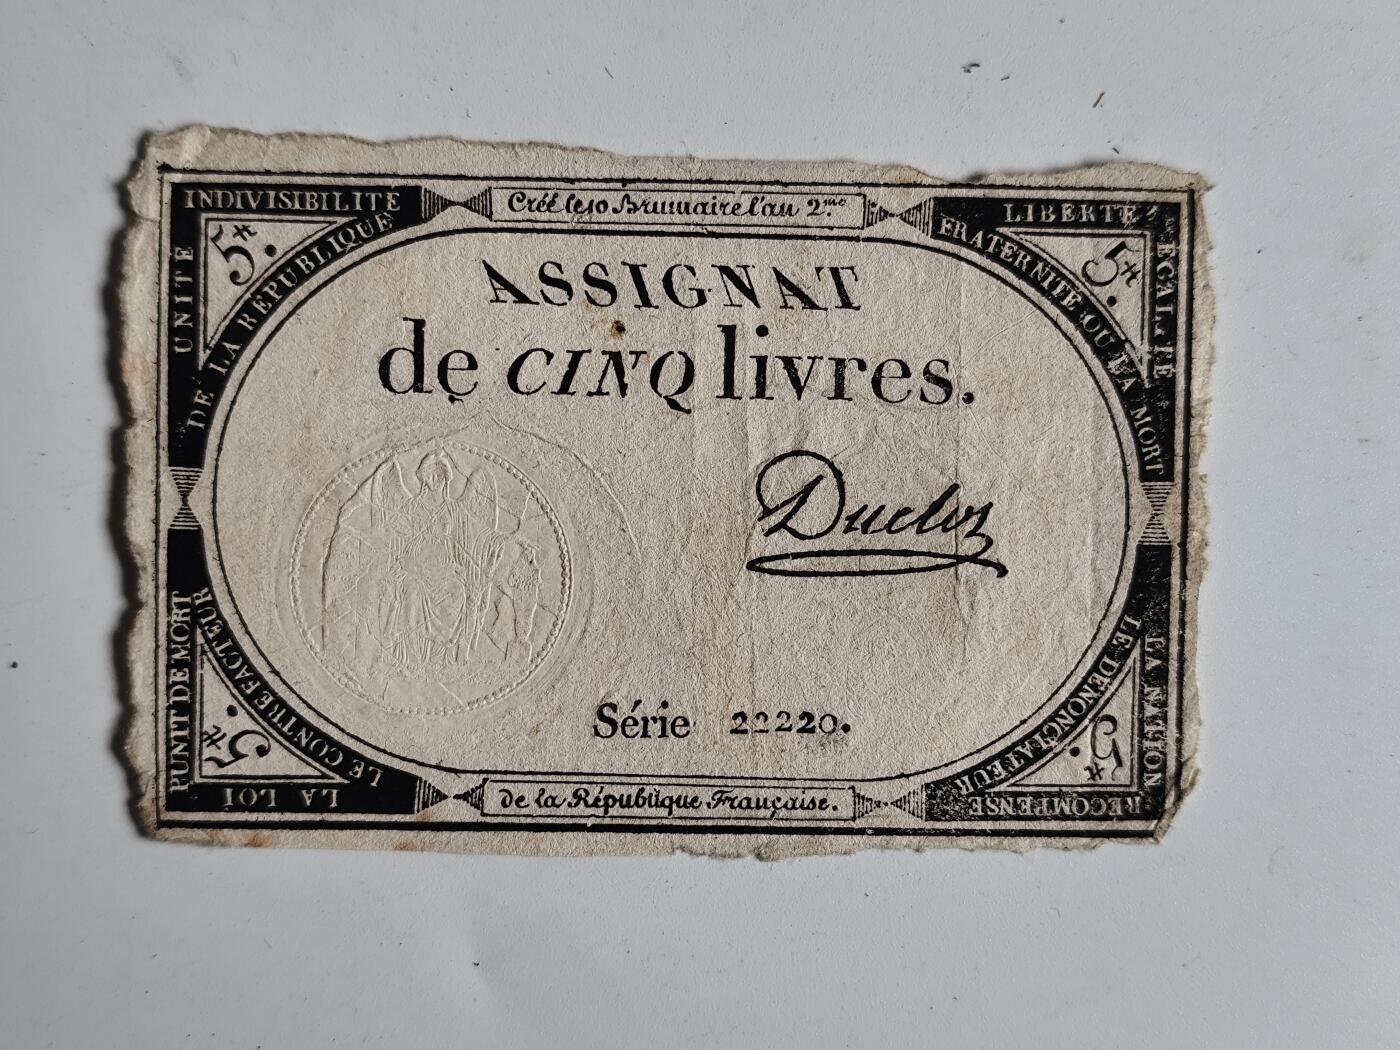 INDIVISIBILITÉ
UNITÉ
DE LA RÉPUBLIQUE
5₶.
Créé le 10 Brumaire l'an 2.me
LIBERTÉ
EGALITÉ
FRATERNITÉ OU LA MORT
5₶.
ASSIGNAT
de CINQ livres.
Duclos
Série 22220.
LA LOI
PUNIT DE MORT
LE CONTREFACTEUR
5₶.
de la République Française.
LA NATION
RECOMPENSE
LE DÉNONCIATEUR
5₶.